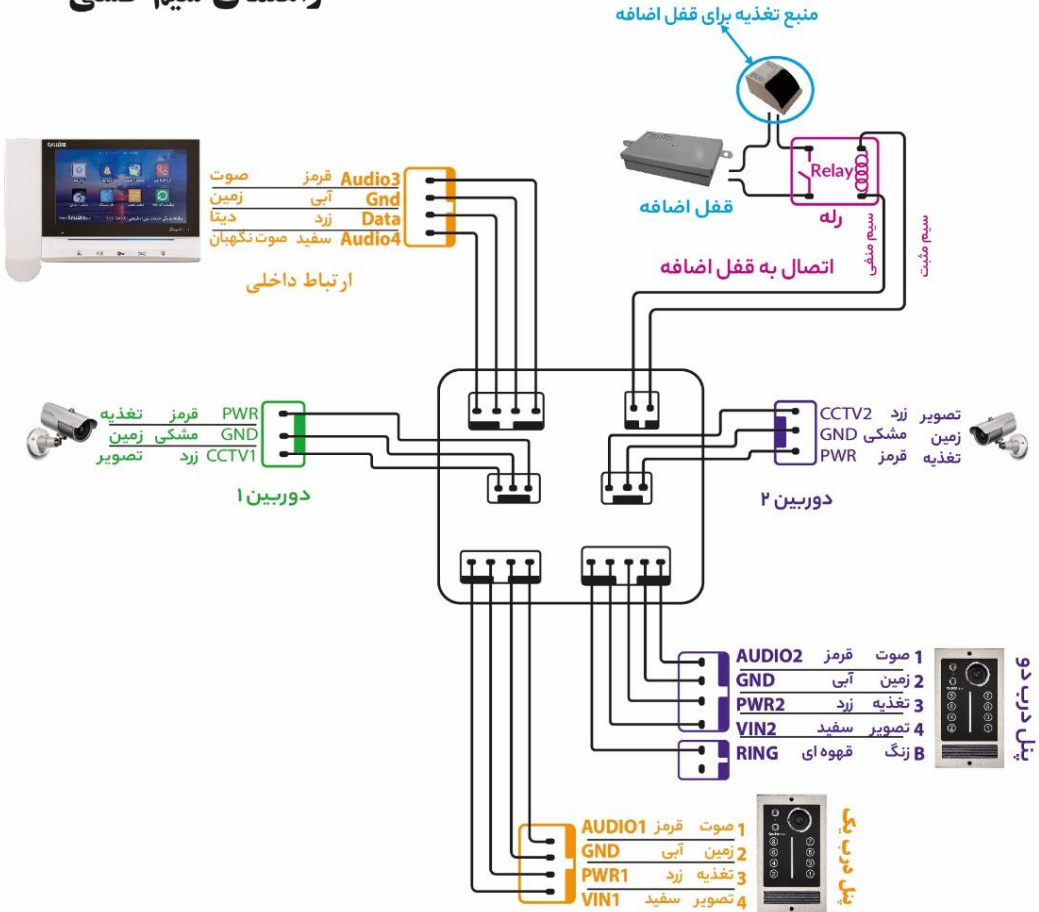 راهنمای سیم کشی
منبع تغذیه برای قفل اضافه
Relay
رله
قفل اضافه
سیم منفی
سیم مثبت
اتصال به قفل اضافه
CALLEX
Audio3 قرمز صوت
Gnd آبی زمین
Data زرد دیتا
Audio4 سفید صوت نگهبان
ارتباط داخلی
PWR قرمز تغذیه
GND مشکی زمین
CCTV1 زرد تصویر
دوربین ۱
CCTV2 زرد تصویر
GND مشکی زمین
PWR قرمز تغذیه
دوربین ۲
AUDIO2 قرمز صوت 1
GND آبی زمین 2
PWR2 زرد تغذیه 3
VIN2 سفید تصویر 4
RING قهوه ای زنگ B
پنل درب دو
AUDIO1 قرمز صوت 1
GND آبی زمین 2
PWR1 زرد تغذیه 3
VIN1 سفید تصویر 4
پنل درب یک